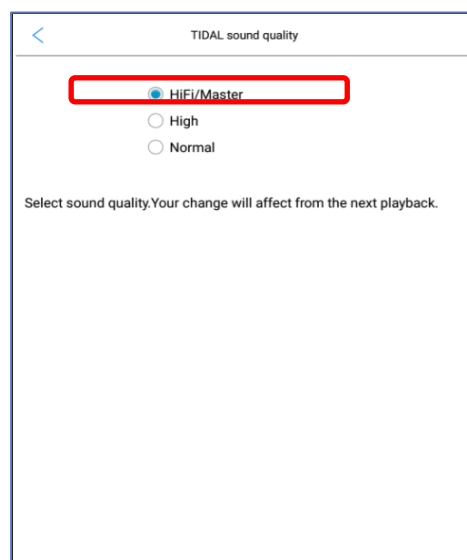 TIDAL sound quality
HiFi/Master
High
Normal
Select sound quality.Your change will affect from the next playback.